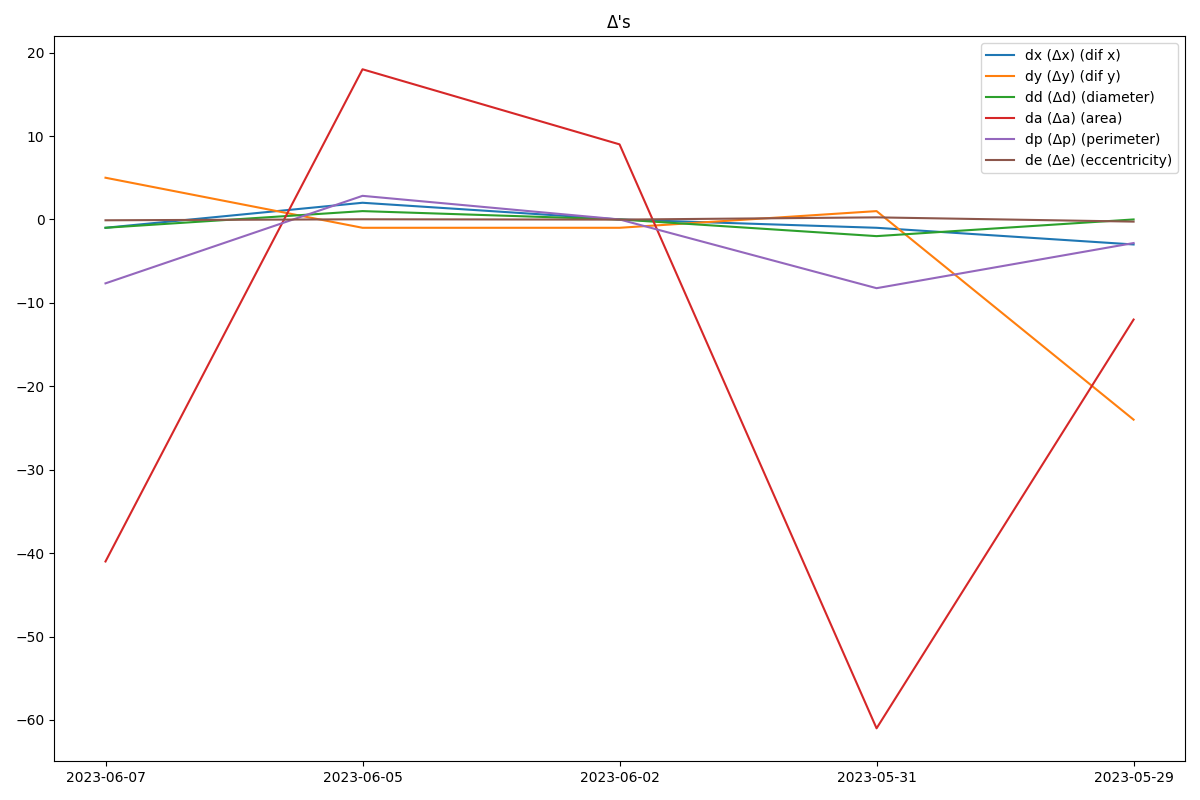 Δ's
dx (Δx) (dif x)
dy (Δy) (dif y)
dd (Δd) (diameter)
da (Δa) (area)
dp (Δp) (perimeter)
de (Δe) (eccentricity)
20
10
0
−10
−20
−30
−40
−50
−60
2023-06-07 2023-06-05 2023-06-02 2023-05-31 2023-05-29